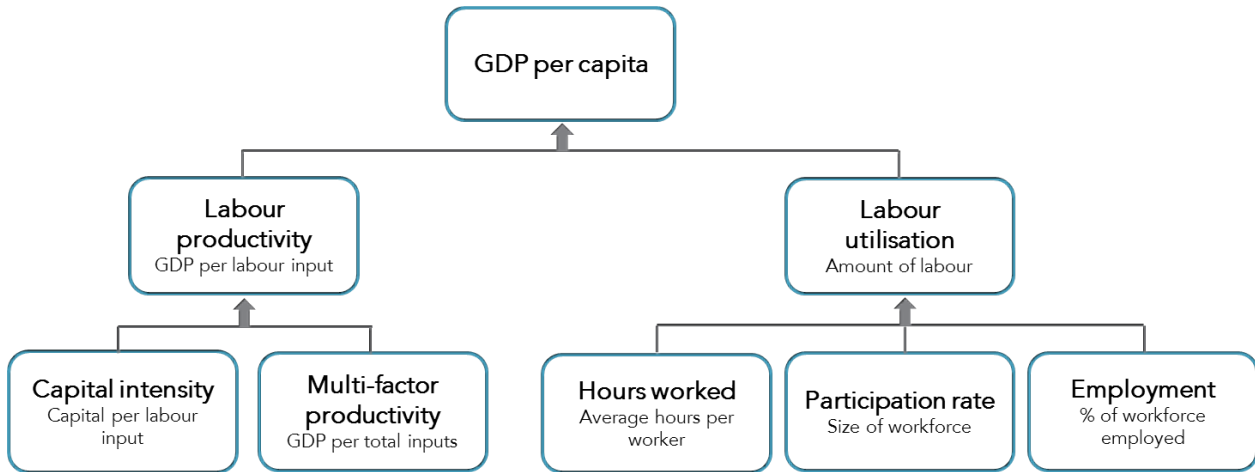 GDP per capita
Labour
productivity
GDP per labour input
Labour
utilisation
Amount of labour
Capital intensity
Capital per labour
input
Multi-factor
productivity
GDP per total inputs
Hours worked
Average hours per
worker
Participation rate
Size of workforce
Employment
% of workforce
employed